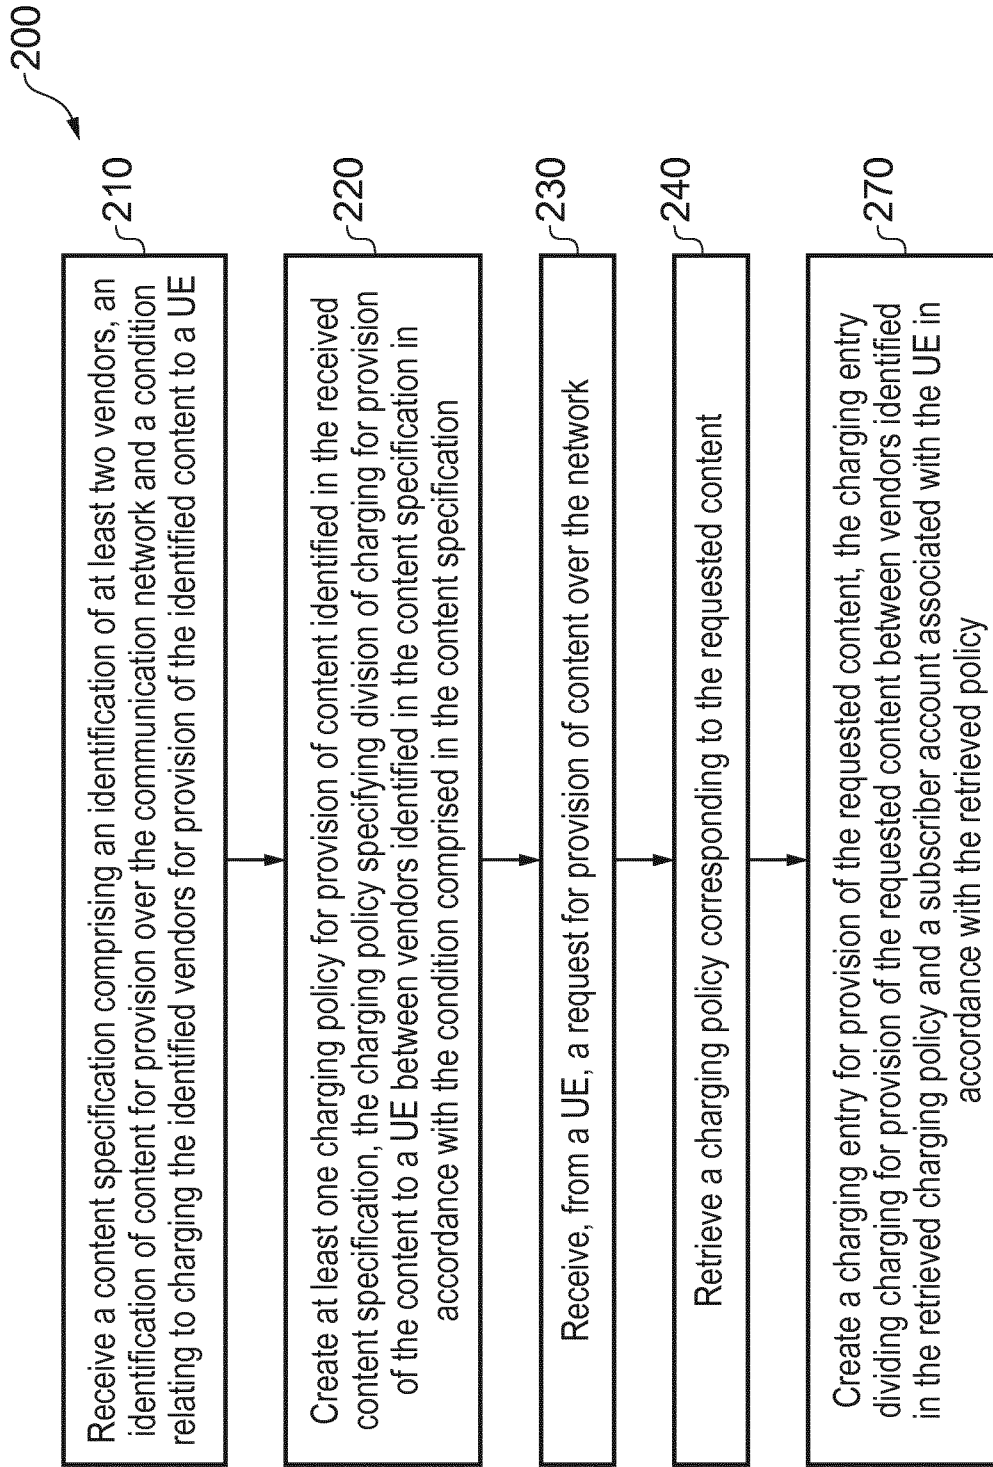 200
210
Receive a content specification comprising an identification of at least two vendors, an
identification of content for provision over the communication network and a condition
relating to charging the identified vendors for provision of the identified content to a UE
220
Create at least one charging policy for provision of content identified in the received
content specification, the charging policy specifying division of charging for provision
of the content to a UE between vendors identified in the content specification in
accordance with the condition comprised in the content specification
230
Receive, from a UE, a request for provision of content over the network
240
Retrieve a charging policy corresponding to the requested content
270
Create a charging entry for provision of the requested content, the charging entry
dividing charging for provision of the requested content between vendors identified
in the retrieved charging policy and a subscriber account associated with the UE in
accordance with the retrieved policy